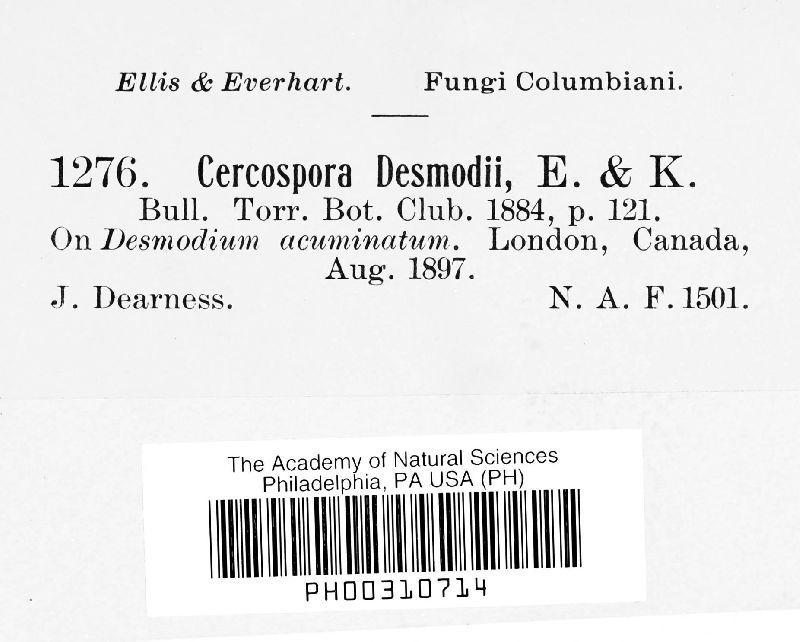 Ellis & Everhart. Fungi Columbiani.
1276. Cercospora Desmodii, E. & K.
Bull. Torr. Bot. Club. 1884, p. 121.
On Desmodium acuminatum. London, Canada,
Aug. 1897.
J. Dearness. N. A. F. 1501.
The Academy of Natural Sciences
Philadelphia, PA USA (PH)
PH00310714